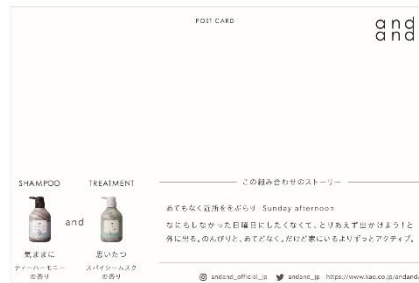 POST CARD
and
and
SHAMPOO
TREATMENT
この組み合わせのストーリー
and
あてもなく近所をぶらり Sunday afternoon
なにもしなかった日曜日にしたくなくて、とりあえず出かけよう!と
外に出る。のんびりと、あてどなく。だけど家にいるよりずっとアクティブ。
気ままに
思いたつ
ティーハーモニー
の香り
スパイシームスク
の香り
andand_official_jp
andand_jp
https://www.kao.co.jp/andand/